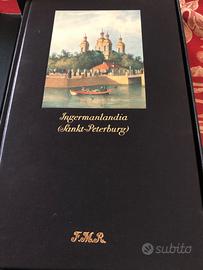 Ingermanlandia
(Sankt-Peterburg)
F.M.R.
subito